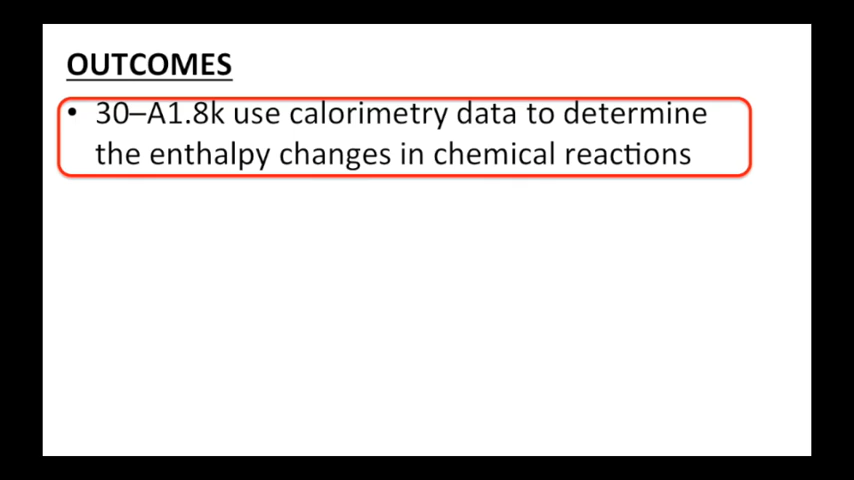 OUTCOMES
• 30–A1.8k use calorimetry data to determine
the enthalpy changes in chemical reactions